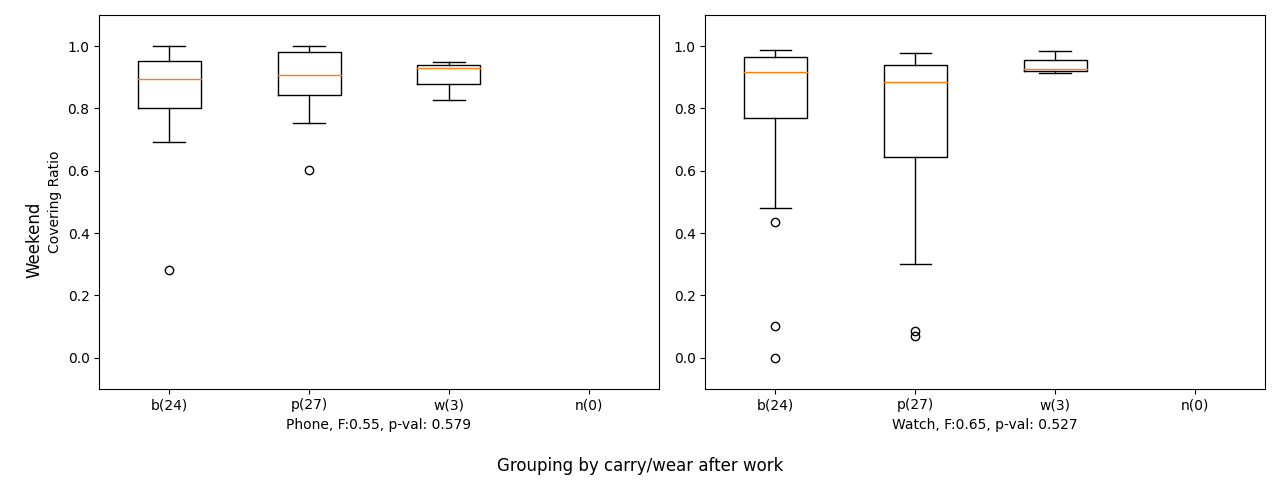 Weekend
Covering Ratio
1.0
0.8
0.6
0.4
0.2
0.0
b(24) p(27) w(3) n(0)
Phone, F:0.55, p-val: 0.579
1.0
0.8
0.6
0.4
0.2
0.0
b(24) p(27) w(3) n(0)
Watch, F:0.65, p-val: 0.527
Grouping by carry/wear after work